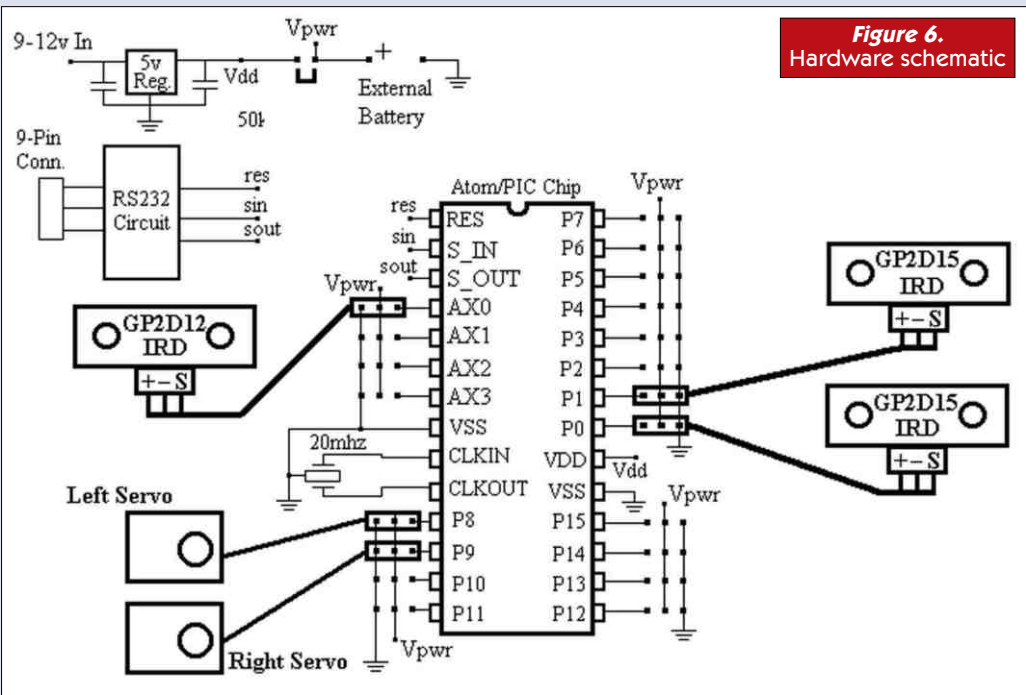 Figure 6.
Hardware schematic
9-12v In
5v
Reg.
Vdd
Vpwr
+
External
Battery
9-Pin
Conn.
RS232
Circuit
res
sin
sout
Atom/PIC Chip
res
sin
sout
Vpwr
RES
S_IN
S_OUT
AX0
AX1
AX2
AX3
VSS
CLKIN
CLKOUT
P8
P9
P10
P11
P7
P6
P5
P4
P3
P2
P1
P0
VDD
VSS
P15
P14
P13
P12
Vpwr
Vdd
Vpwr
GP2D12
IRD
+-S
GP2D15
IRD
+-S
GP2D15
IRD
+-S
20mhz
Left Servo
Right Servo
Vpwr